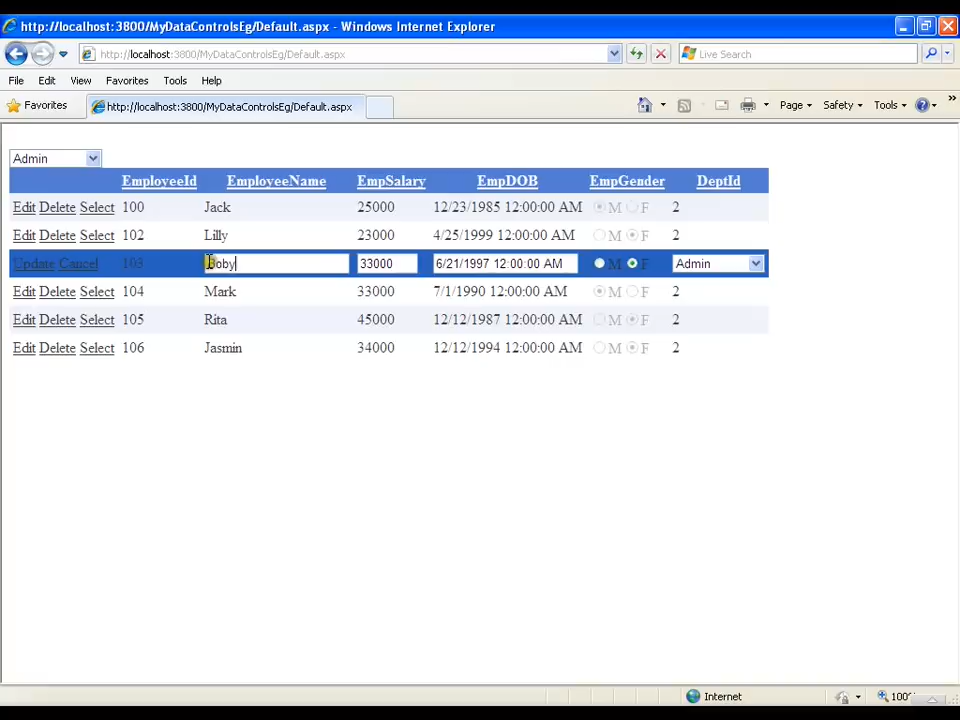 http://localhost:3800/MyDataControlsEg/Default.aspx - Windows Internet Explorer
http://localhost:3800/MyDataControlsEg/Default.aspx Live Search
File Edit View Favorites Tools Help
Favorites http://localhost:3800/MyDataControlsEg/Default.aspx Page Safety Tools »
Admin
EmployeeId EmployeeName EmpSalary EmpDOB EmpGender DeptId
Edit Delete Select 100 Jack 25000 12/23/1985 12:00:00 AM M F 2
Edit Delete Select 102 Lilly 23000 4/25/1999 12:00:00 AM M F 2
Update Cancel 103 Boby 33000 6/21/1997 12:00:00 AM M F Admin
Edit Delete Select 104 Mark 33000 7/1/1990 12:00:00 AM M F 2
Edit Delete Select 105 Rita 45000 12/12/1987 12:00:00 AM M F 2
Edit Delete Select 106 Jasmin 34000 12/12/1994 12:00:00 AM M F 2
Internet 100%